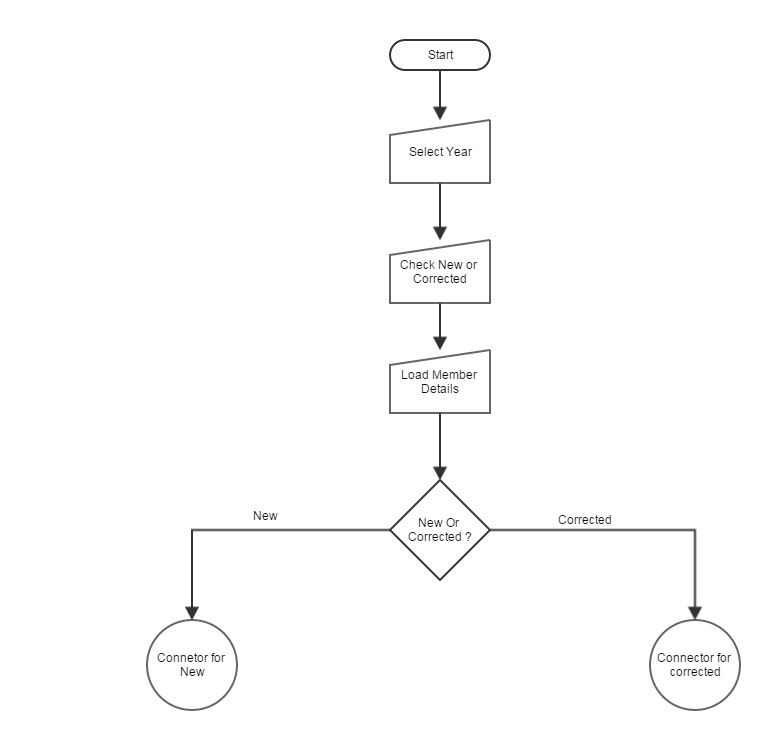 Start
Select Year
Check New or
Corrected
Load Member
Details
New Or
Corrected ?
New
Corrected
Connetor for
New
Connector for
corrected